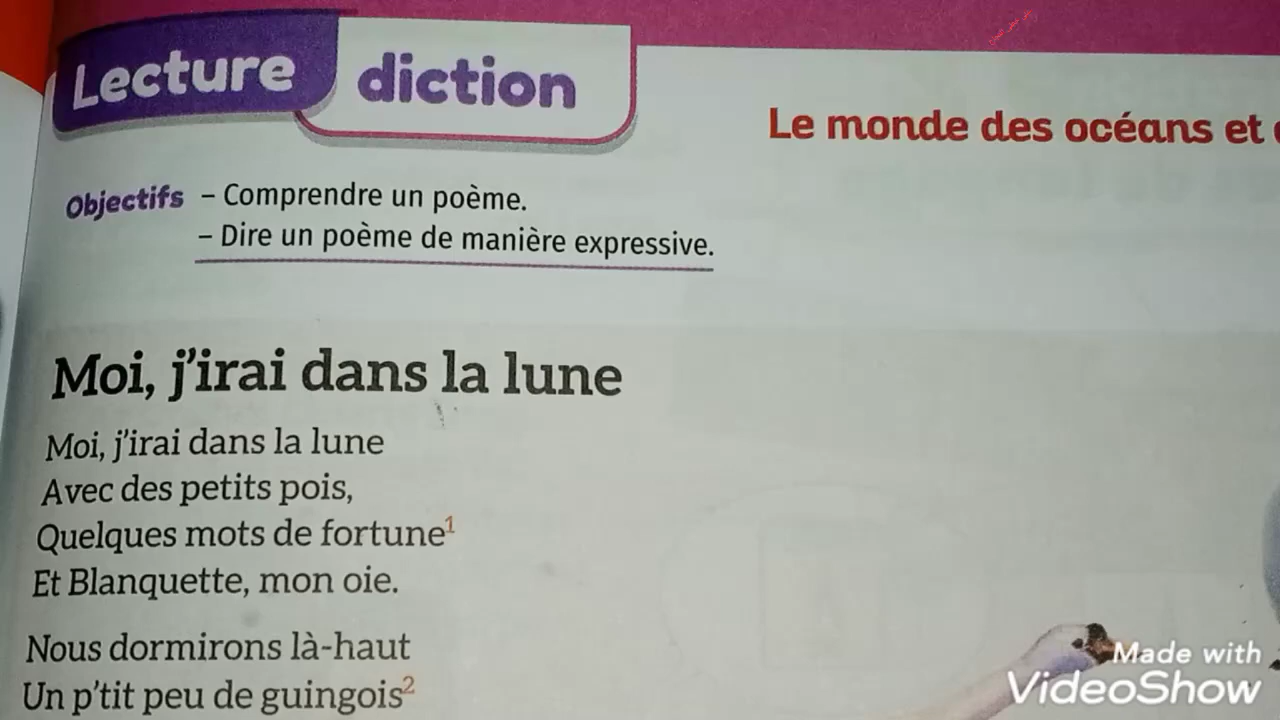 Lecture diction
Le monde des océans et
Objectifs – Comprendre un poème.
– Dire un poème de manière expressive.
Moi, j'irai dans la lune
Moi, j'irai dans la lune
Avec des petits pois,
Quelques mots de fortune¹
Et Blanquette, mon oie.
Nous dormirons là-haut
Un p'tit peu de guingois²
Made with
VideoShow